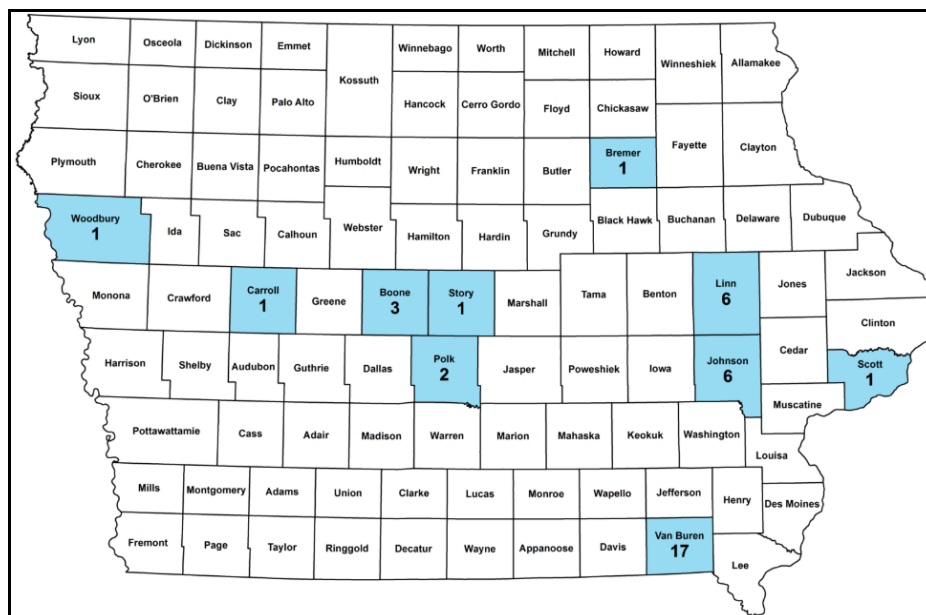 Lyon
Osceola
Dickinson
Emmet
Kossuth
Winnebago
Worth
Mitchell
Howard
Winneshiek
Allamakee
Sioux
O'Brien
Clay
Palo Alto
Hancock
Cerro Gordo
Floyd
Chickasaw
Plymouth
Cherokee
Buena Vista
Pocahontas
Humboldt
Wright
Franklin
Butler
Bremer
1
Fayette
Clayton
Woodbury
1
Ida
Sac
Calhoun
Webster
Hamilton
Hardin
Grundy
Black Hawk
Buchanan
Delaware
Dubuque
Monona
Crawford
Carroll
1
Greene
Boone
3
Story
1
Marshall
Tama
Benton
Linn
6
Jones
Jackson
Clinton
Harrison
Shelby
Audubon
Guthrie
Dallas
Polk
2
Jasper
Poweshiek
Iowa
Johnson
6
Cedar
Scott
1
Muscatine
Pottawattamie
Cass
Adair
Madison
Warren
Marion
Mahaska
Keokuk
Washington
Louisa
Mills
Montgomery
Adams
Union
Clarke
Lucas
Monroe
Wapello
Jefferson
Henry
Des Moines
Fremont
Page
Taylor
Ringgold
Decatur
Wayne
Appanoose
Davis
Van Buren
17
Lee